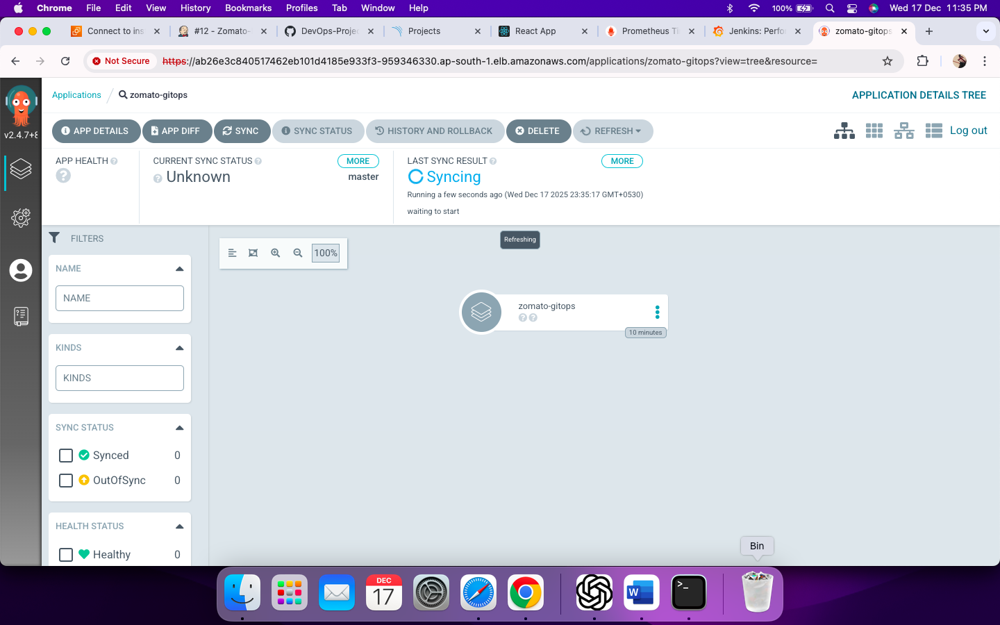 Chrome File Edit View History Bookmarks Profiles Tab Window Help 100% Wed 17 Dec 11:35 PM
Connect to ins #12 - Zomato- DevOps-Projec Projects React App Prometheus Ti Jenkins: Perfo zomato-gitops
Not Secure https://ab26e3c840517462eb101d4185e933f3-959346330.ap-south-1.elb.amazonaws.com/applications/zomato-gitops?view=tree&resource=
v2.4.7+8
Applications / zomato-gitops APPLICATION DETAILS TREE
APP DETAILS APP DIFF SYNC SYNC STATUS HISTORY AND ROLLBACK DELETE REFRESH Log out
APP HEALTH
CURRENT SYNC STATUS MORE
Unknown master
LAST SYNC RESULT MORE
Syncing
Running a few seconds ago (Wed Dec 17 2025 23:35:17 GMT+0530)
waiting to start
FILTERS
NAME
NAME
KINDS
KINDS
SYNC STATUS
Synced 0
OutOfSync 0
HEALTH STATUS
Healthy 0
Refreshing
100%
zomato-gitops
10 minutes
Bin
DEC
17
W
>_